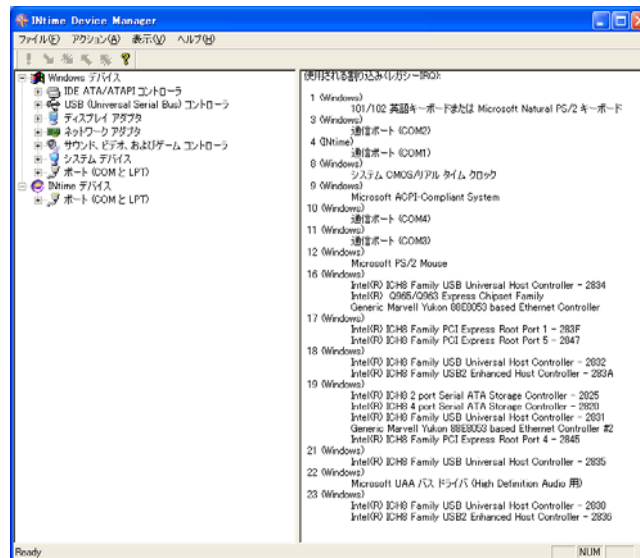 INtime Device Manager
ファイル(F) アクション(A) 表示(V) ヘルプ(H)
Windows デバイス
IDE ATA/ATAPI コントローラ
USB (Universal Serial Bus) コントローラ
ディスプレイ アダプタ
ネットワーク アダプタ
サウンド、ビデオ、およびゲーム コントローラ
システム デバイス
ポート (COM と LPT)
INtime デバイス
ポート (COM と LPT)
使用される割り込み(レガシーIRQ):
1 (Windows)
101/102 英語キーボードまたは Microsoft Natural PS/2 キーボード
3 (Windows)
通信ポート (COM2)
4 (INtime)
通信ポート (COM1)
8 (Windows)
システム CMOS/リアル タイム クロック
9 (Windows)
Microsoft ACPI-Compliant System
10 (Windows)
通信ポート (COM4)
11 (Windows)
通信ポート (COM3)
12 (Windows)
Microsoft PS/2 Mouse
16 (Windows)
Intel(R) ICH8 Family USB Universal Host Controller - 2834
Intel(R) Q965/Q963 Express Chipset Family
Generic Marvell Yukon 88E8053 based Ethernet Controller
17 (Windows)
Intel(R) ICH8 Family PCI Express Root Port 1 - 283F
Intel(R) ICH8 Family PCI Express Root Port 5 - 2847
18 (Windows)
Intel(R) ICH8 Family USB Universal Host Controller - 2832
Intel(R) ICH8 Family USB2 Enhanced Host Controller - 283A
19 (Windows)
Intel(R) ICH8 2 port Serial ATA Storage Controller - 2825
Intel(R) ICH8 4 port Serial ATA Storage Controller - 2820
Intel(R) ICH8 Family USB Universal Host Controller - 2831
Generic Marvell Yukon 88E8053 based Ethernet Controller #2
Intel(R) ICH8 Family PCI Express Root Port 4 - 2845
21 (Windows)
Intel(R) ICH8 Family USB Universal Host Controller - 2835
22 (Windows)
Microsoft UAA バス ドライバ (High Definition Audio 用)
23 (Windows)
Intel(R) ICH8 Family USB Universal Host Controller - 2830
Intel(R) ICH8 Family USB2 Enhanced Host Controller - 2836
Ready
NUM